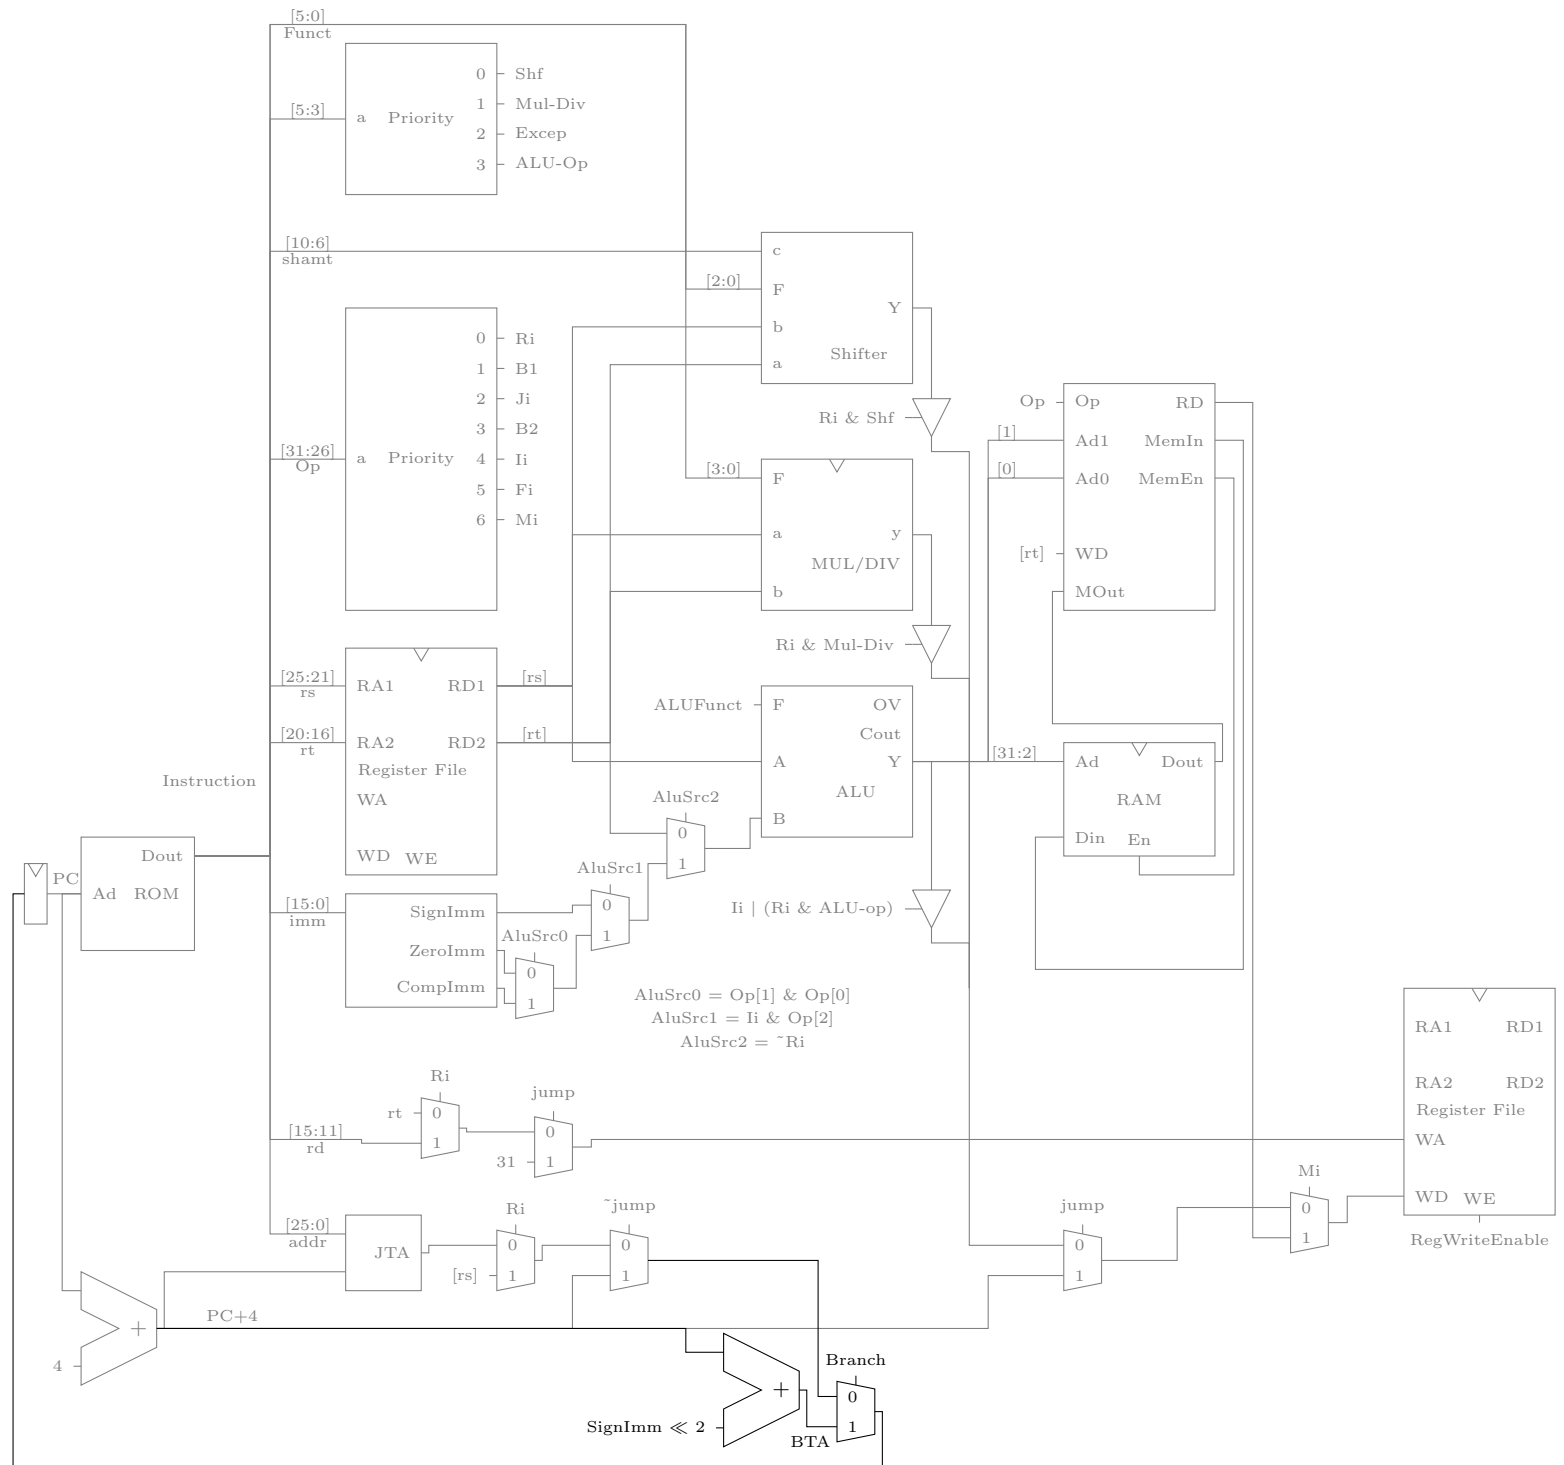 [5:0]
Funct
0 Shf
[5:3]
a Priority
1 Mul-Div
2 Excep
3 ALU-Op
[10:6]
shamt
c
[2:0]
F
Y
b
Shifter
a
Ri & Shf
0 Ri
1 B1
2 Ji
3 B2
[31:26]
Op
a Priority
4 Ii
5 Fi
6 Mi
Op
Op RD
[1]
Ad1 MemIn
[0]
Ad0 MemEn
[rt] WD
MOut
[3:0]
F
a y
MUL/DIV
b
Ri & Mul-Div
[25:21]
rs
RA1 RD1
[rs]
[20:16]
rt
RA2 RD2
[rt]
Register File
WA
WD WE
ALUFunct F OV
Cout
A Y
ALU
B
[31:2]
Ad Dout
RAM
Din En
Instruction
AluSrc2
0
1
Dout
PC
Ad ROM
AluSrc1
0
1
[15:0]
imm
SignImm
ZeroImm
CompImm
AluSrc0
0
1
Ii | (Ri & ALU-op)
AluSrc0 = Op[1] & Op[0]
AluSrc1 = Ii & Op[2]
AluSrc2 = ~Ri
RA1 RD1
RA2 RD2
Register File
WA
WD WE
RegWriteEnable
Ri
rt 0
1
[15:11]
rd
jump
0
31 1
Mi
0
1
[25:0]
addr
JTA
Ri
0
[rs] 1
~jump
0
1
jump
0
1
PC+4
+
4
Branch
0
1
+
SignImm ≪ 2
BTA